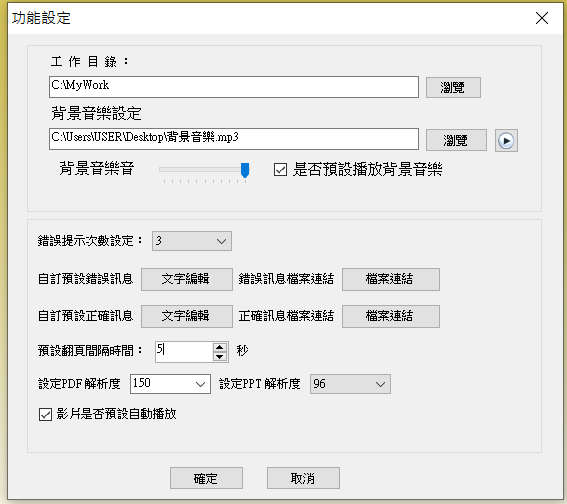 功能設定
工 作 目 錄 ：
C:\MyWork
瀏覽
背景音樂設定
C:\Users\USER\Desktop\背景音樂.mp3
瀏覽
背景音樂音
是否預設播放背景音樂
錯誤提示次數設定： 3
自訂預設錯誤訊息 文字編輯 錯誤訊息檔案連結 檔案連結
自訂預設正確訊息 文字編輯 正確訊息檔案連結 檔案連結
預設翻頁間隔時間： 5 秒
設定PDF解析度 150 設定PPT解析度 96
影片是否預設自動播放
確定 取消